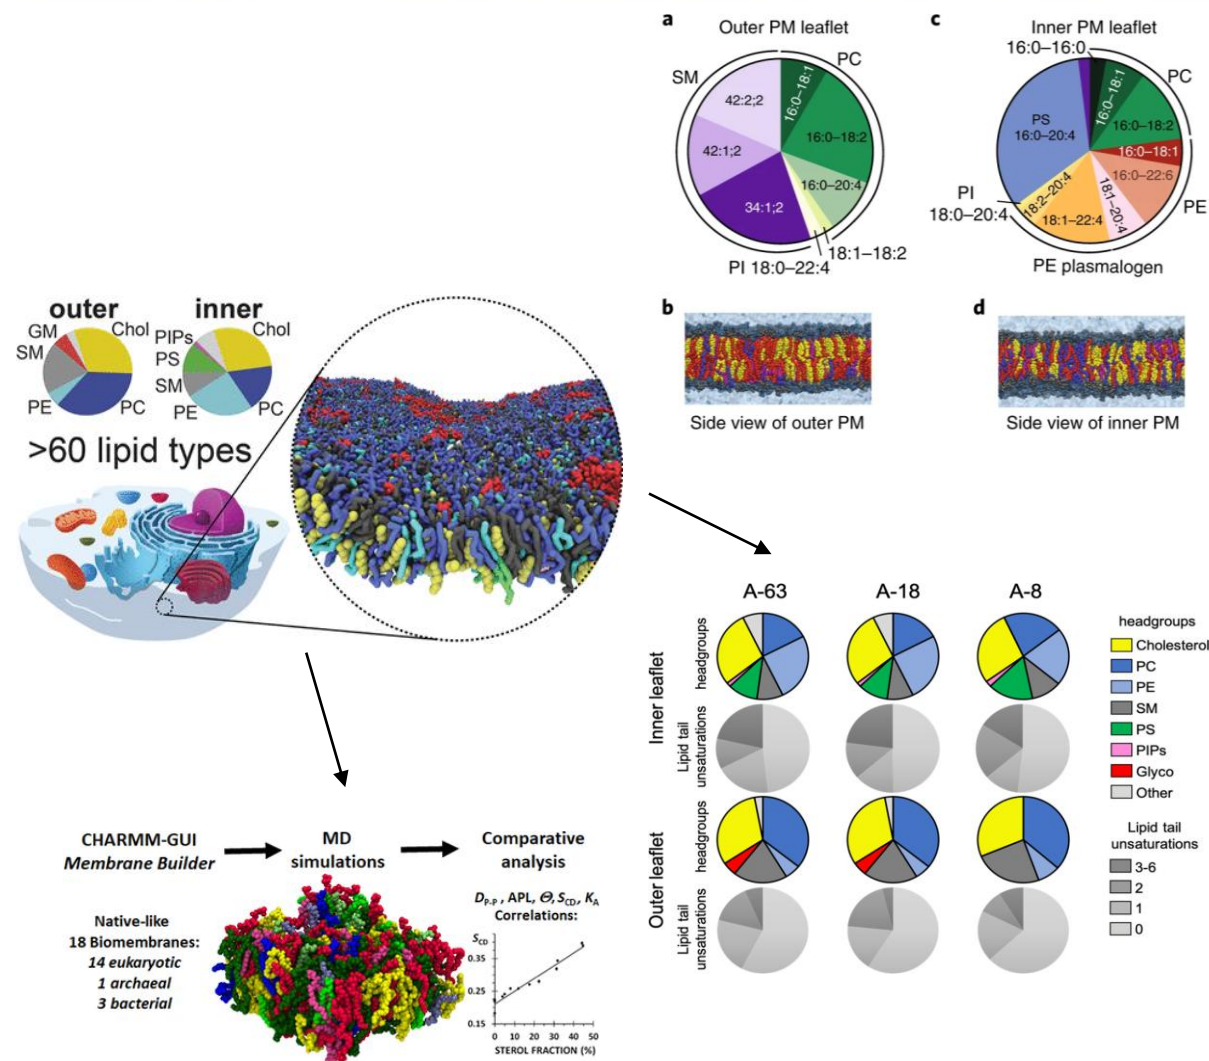 a
Outer PM leaflet
SM
PC
42:2;2
16:0–18:1
42:1;2
16:0–18:2
34:1;2
16:0–20:4
18:1–18:2
PI 18:0–22:4
c
Inner PM leaflet
16:0–16:0
PC
16:0–18:1
PS
16:0–20:4
16:0–18:2
16:0–18:1
16:0–22:6
PE
18:1–20:4
18:1–22:4
18:2–20:4
PI
18:0–20:4
PE plasmalogen
b
Side view of outer PM
d
Side view of inner PM
outer
GM
Chol
SM
PE
PC
inner
PIPs
Chol
PS
SM
PE
PC
>60 lipid types
CHARMM-GUI
Membrane Builder
MD
simulations
Comparative
analysis
Native-like
18 Biomembranes:
14 eukaryotic
1 archaeal
3 bacterial
D_P-P , APL, Θ, S_CD, K_A
Correlations:
S_CD
0.35
0.25
0.15
0 10 20 30 40 50
STEROL FRACTION (%)
A-63
A-18
A-8
Inner leaflet
headgroups
Lipid tail
unsaturations
Outer leaflet
headgroups
Lipid tail
unsaturations
headgroups
Cholesterol
PC
PE
SM
PS
PIPs
Glyco
Other
Lipid tail
unsaturations
3-6
2
1
0